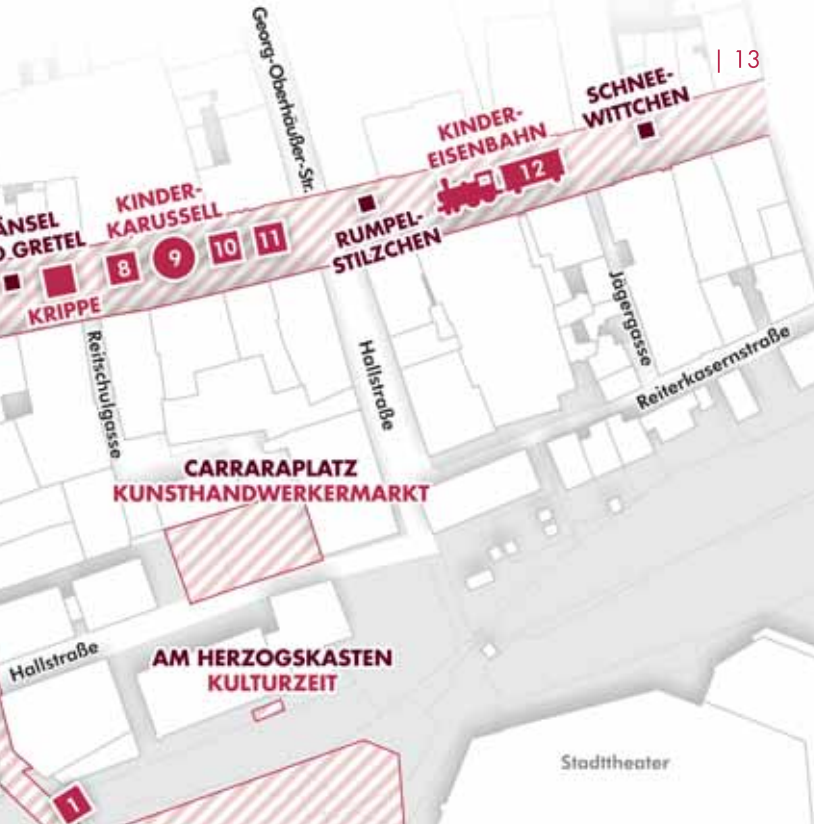 | 13
Georg-Oberhäußer-Str.
SCHNEE-
WITTCHEN
KINDER-
EISENBAHN
12
KINDER-
KARUSSELL
ÄNSEL
D GRETEL
RUMPEL-
STILZCHEN
8
9
10
11
KRIPPE
Reitschulgasse
Hallstraße
Jägergasse
Reiterkasernstraße
CARRARAPLATZ
KUNSTHANDWERKERMARKT
Hallstraße
AM HERZOGSKASTEN
KULTURZEIT
Stadttheater
1